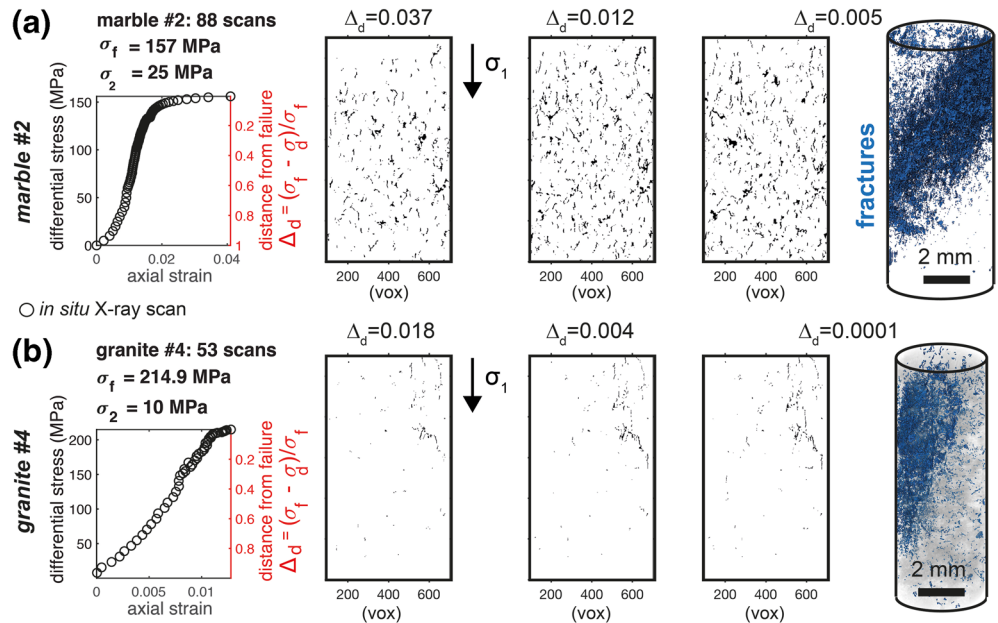 (a)
marble #2: 88 scans
σf = 157 MPa
σ2 = 25 MPa
marble #2
differential stress (MPa)
150
100
50
0
0 0.02 0.04
axial strain
0.2
0.4
0.6
0.8
1
distance from failure
Δd = (σf - σd)/σf
Δd=0.037
Δd=0.012
Δd=0.005
σ1
200 400 600
(vox)
200 400 600
(vox)
200 400 600
(vox)
fractures
2 mm
in situ X-ray scan
(b)
granite #4: 53 scans
σf = 214.9 MPa
σ2 = 10 MPa
granite #4
differential stress (MPa)
200
150
100
50
0 0.005 0.01
axial strain
0.2
0.4
0.6
0.8
distance from failure
Δd = (σf - σd)/σf
Δd=0.018
Δd=0.004
Δd=0.0001
σ1
200 400 600
(vox)
200 400 600
(vox)
200 400 600
(vox)
2 mm